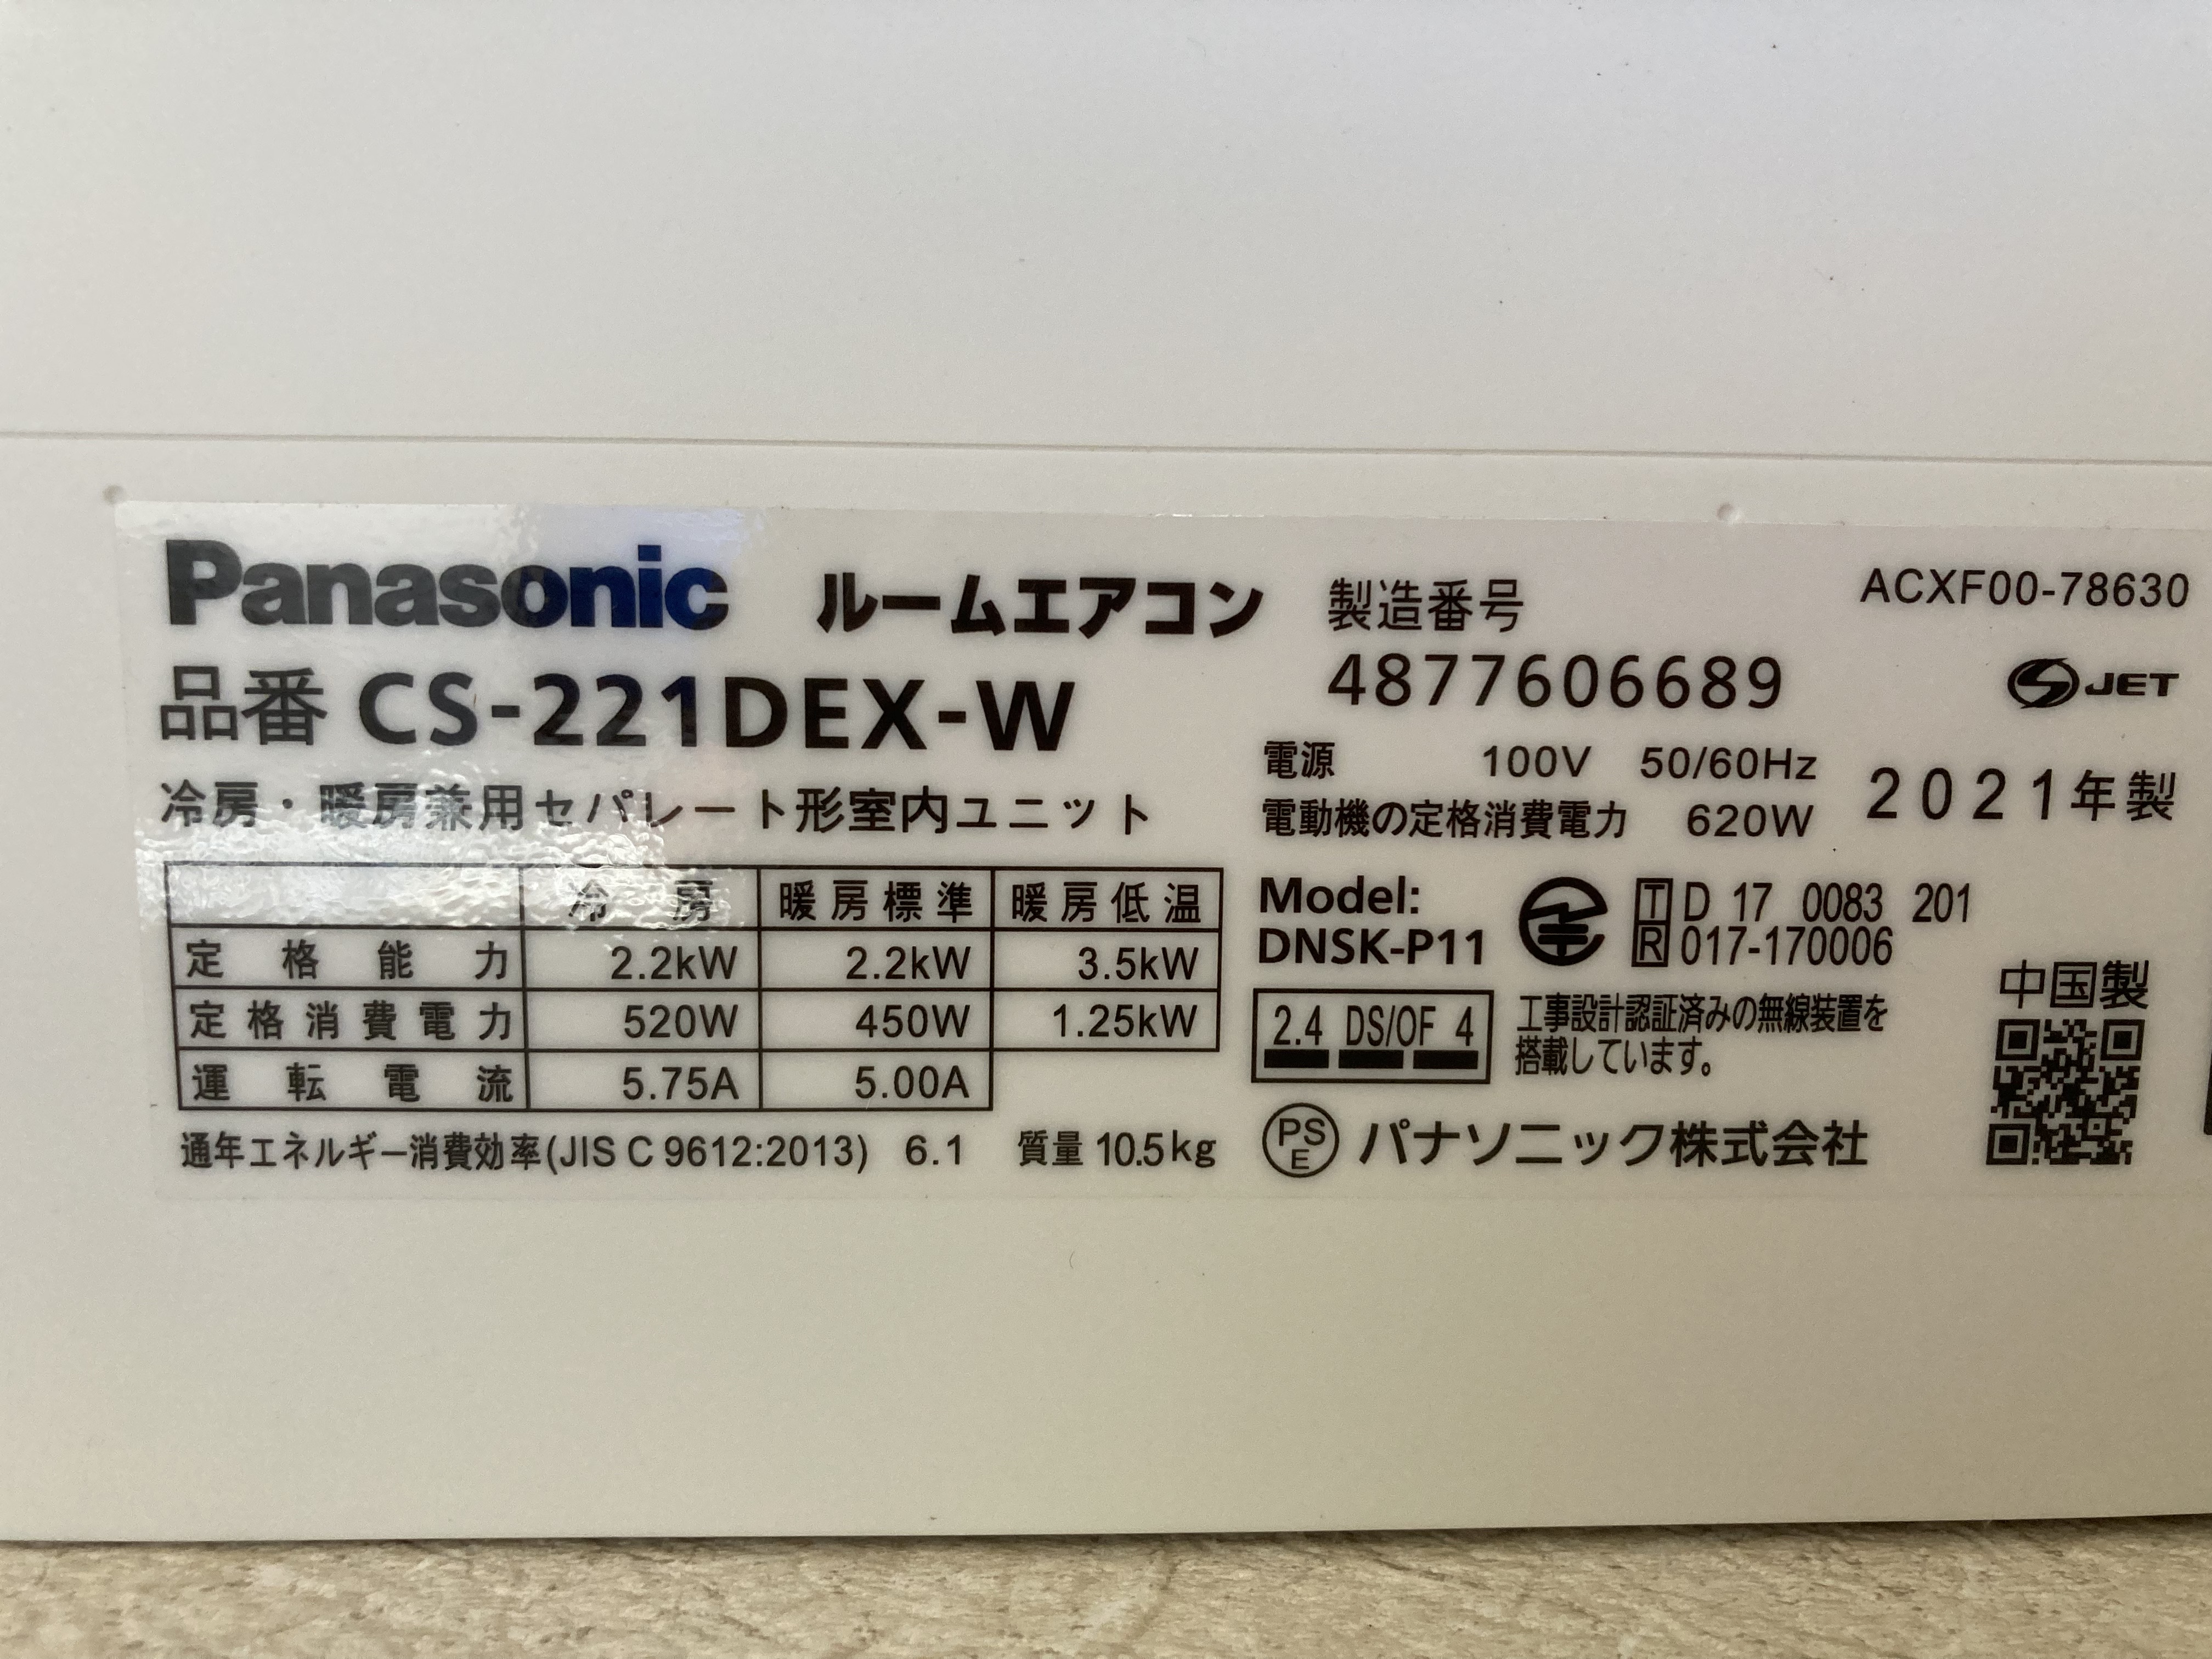 Panasonic ルームエアコン
品番 CS-221DEX-W
冷房・暖房兼用セパレート形室内ユニット
冷房 暖房標準 暖房低温
定格能力 2.2kW 2.2kW 3.5kW
定格消費電力 520W 450W 1.25kW
運転電流 5.75A 5.00A
通年エネルギー消費効率(JIS C 9612:2013) 6.1 質量 10.5kg
製造番号
4877606689
ACXF00-78630
JET
電源 100V 50/60Hz
電動機の定格消費電力 620W
2021年製
Model:
DNSK-P11
T D 17 0083 201
R 017-170006
中国製
2.4 DS/OF 4
工事設計認証済みの無線装置を
搭載しています。
PS
E
パナソニック株式会社